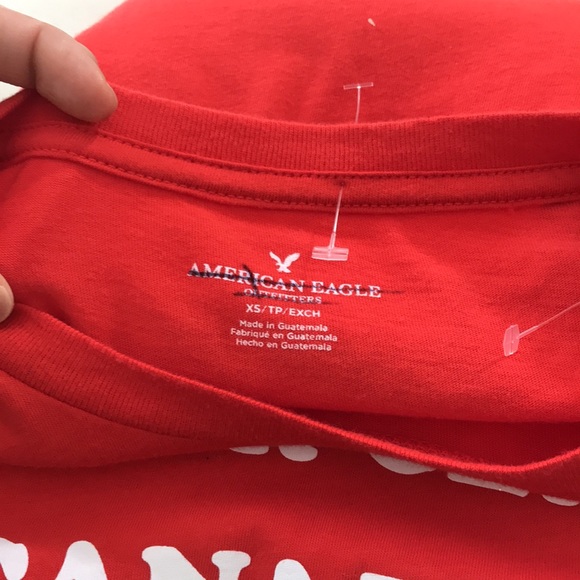 AMERICAN EAGLE
OUTFITTERS
XS/TP/EXCH
Made in Guatemala
Fabriqué en Guatemala
Hecho en Guatemala